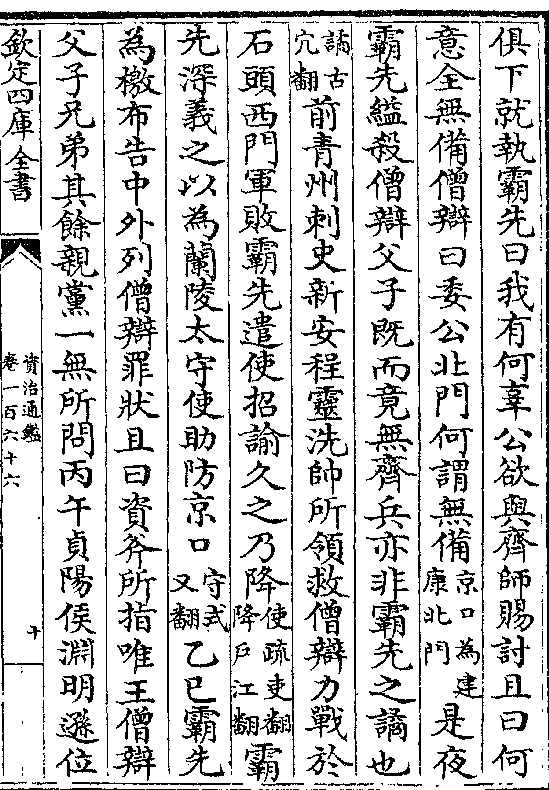 俱下就執霸先曰我有何辜公欲與齊師賜討且曰何
意全無備僧辯曰委公北門何謂無備京口為建康北門是夜
霸先縊殺僧辯父子既而竟無齊兵亦非霸先之譎也
譎古穴翻前青州刺史新安程靈洗帥所領救僧辯力戰於
石頭西門軍敗霸先遣使招諭久之乃降使疏吏翻降戶江翻霸
先深義之以為蘭陵太守使助防京口守式又翻乙巳霸先
為檄布告中外列僧辯罪狀且曰資斧所指唯王僧辯
父子兄弟其餘親黨一無所問丙午貞陽侯淵明遜位
欽定四庫全書
資治通鑑
卷一百六十六
十